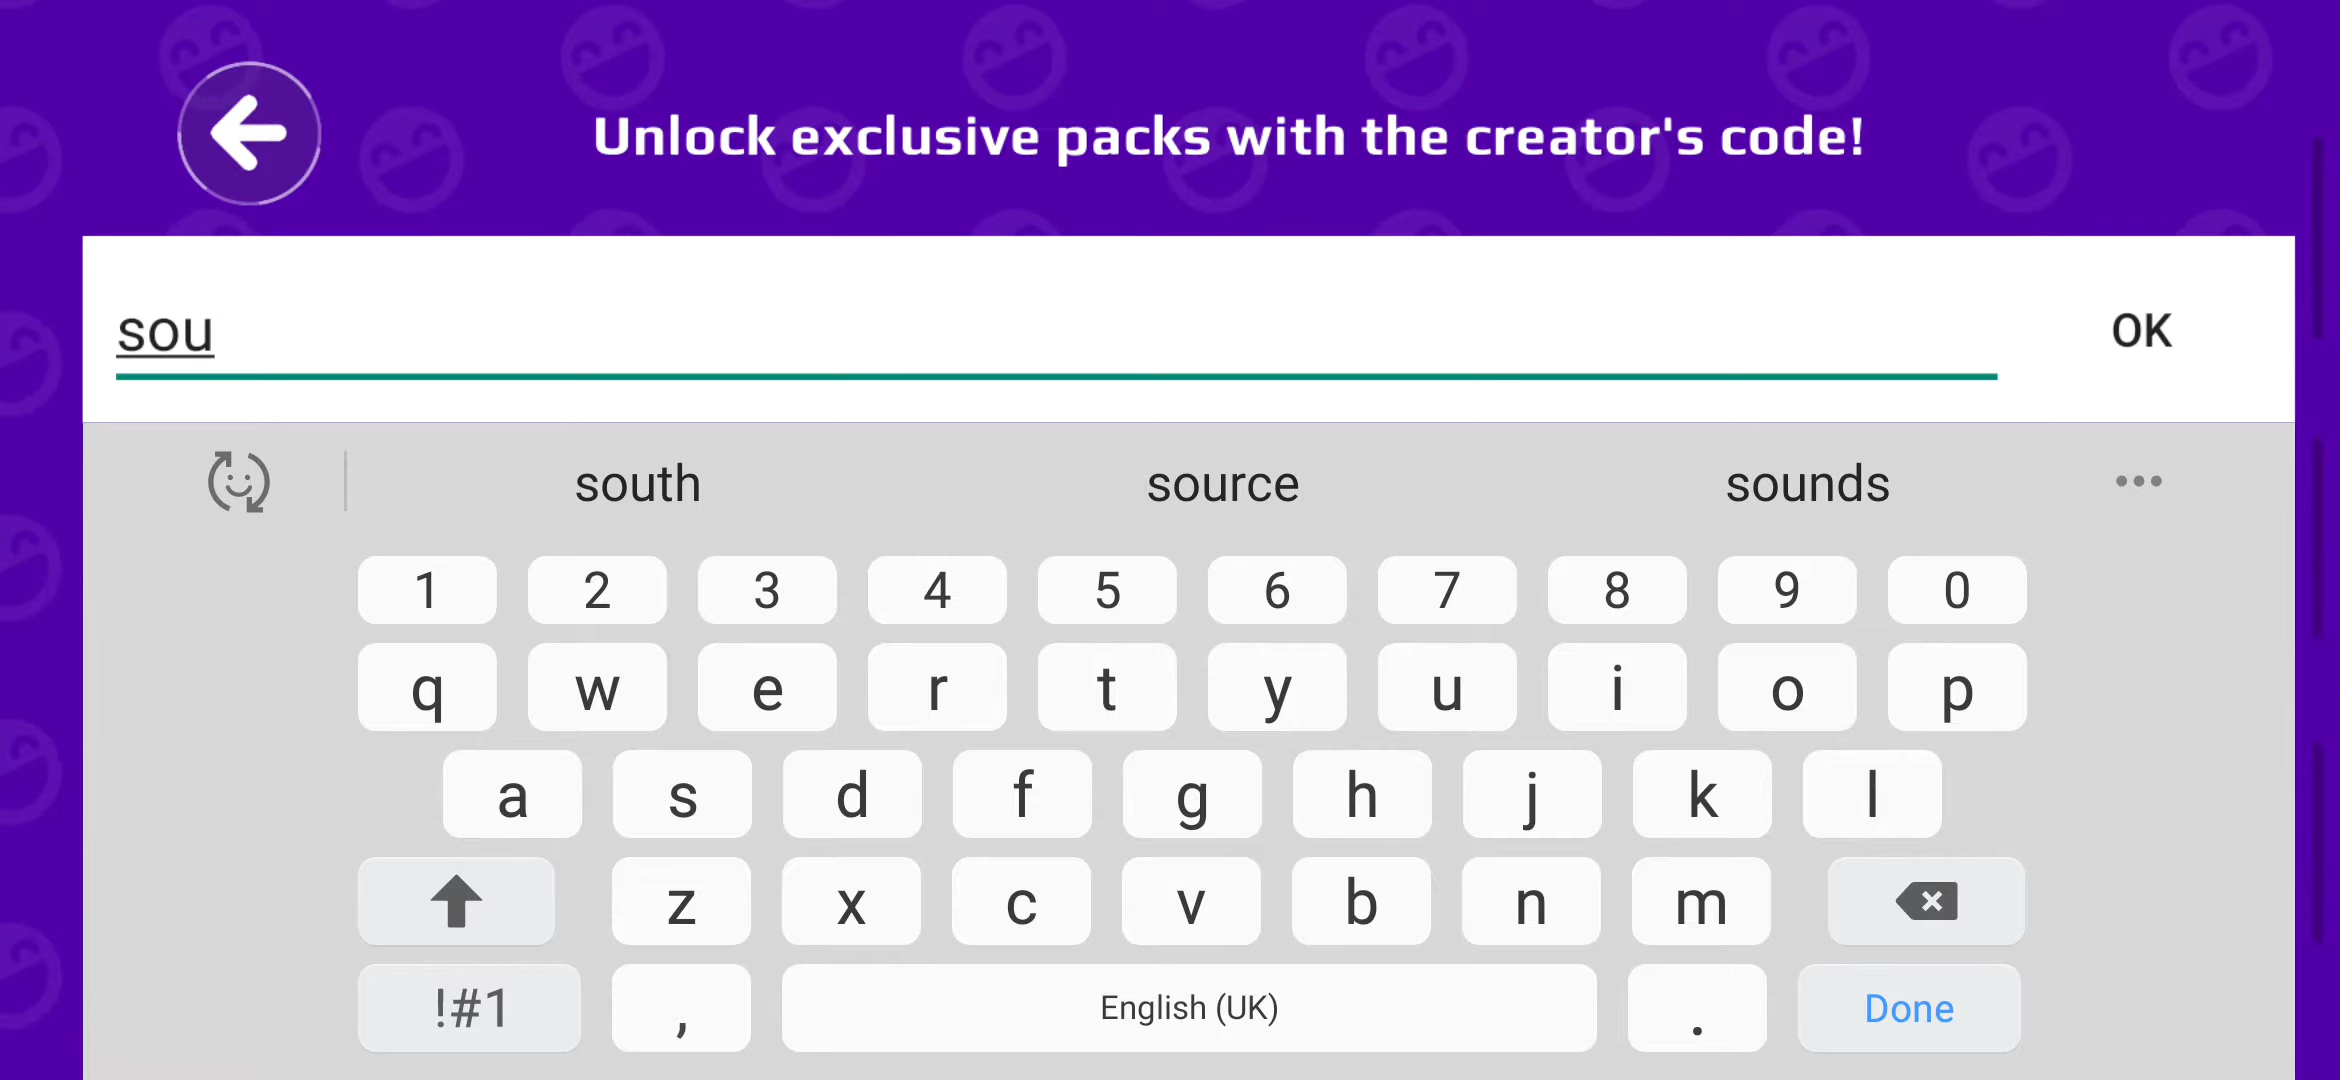 Unlock exclusive packs with the creator's code!
sou
OK
south source sounds
1 2 3 4 5 6 7 8 9 0
q w e r t y u i o p
a s d f g h j k l
z x c v b n m
!#1 , English (UK) . Done